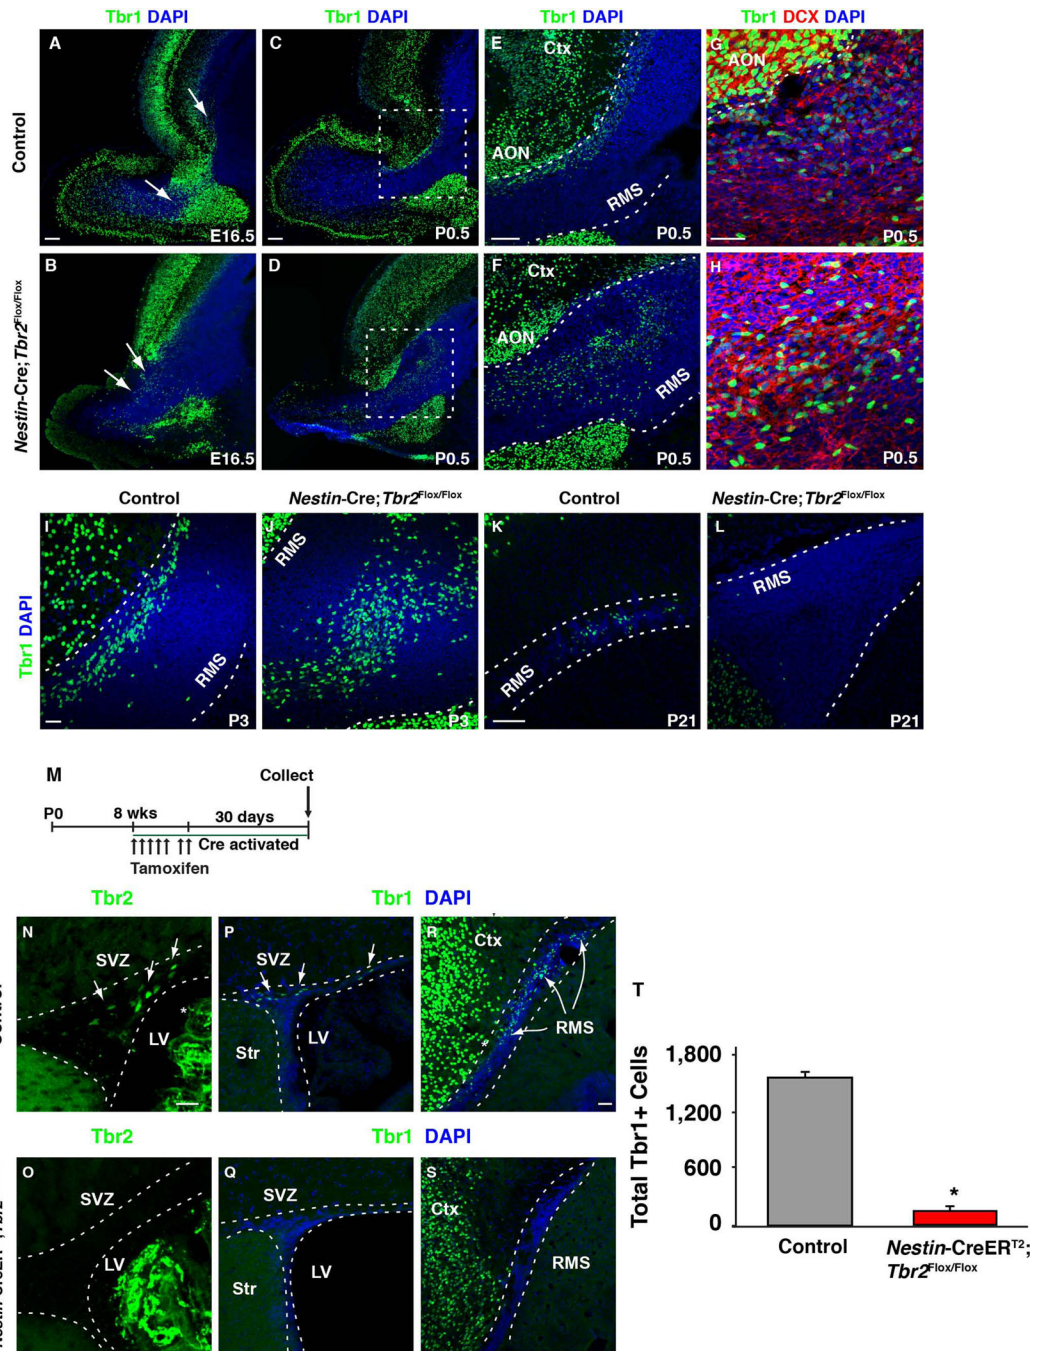 Tbr1 DAPI
Tbr1 DAPI
Tbr1 DAPI
Tbr1 DCX DAPI
Control
A
E16.5
C
P0.5
E
Ctx
AON
RMS
P0.5
G
AON
P0.5
Nestin-Cre;Tbr2Flox/Flox
B
E16.5
D
P0.5
F
Ctx
AON
RMS
P0.5
H
P0.5
Control
Nestin-Cre;Tbr2Flox/Flox
Control
Nestin-Cre;Tbr2Flox/Flox
Tbr1 DAPI
I
RMS
P3
J
RMS
P3
K
RMS
P21
L
RMS
P21
M
Collect
P0
8 wks
30 days
Cre activated
Tamoxifen
Tbr2
Tbr1 DAPI
N
SVZ
*
LV
P
SVZ
Str
LV
R
Ctx
*
RMS
Tbr2
Tbr1 DAPI
O
SVZ
LV
Q
SVZ
Str
LV
S
Ctx
RMS
T
Total Tbr1+ Cells
1,800
1,200
600
0
*
Control
Nestin-CreERT2;
Tbr2Flox/Flox